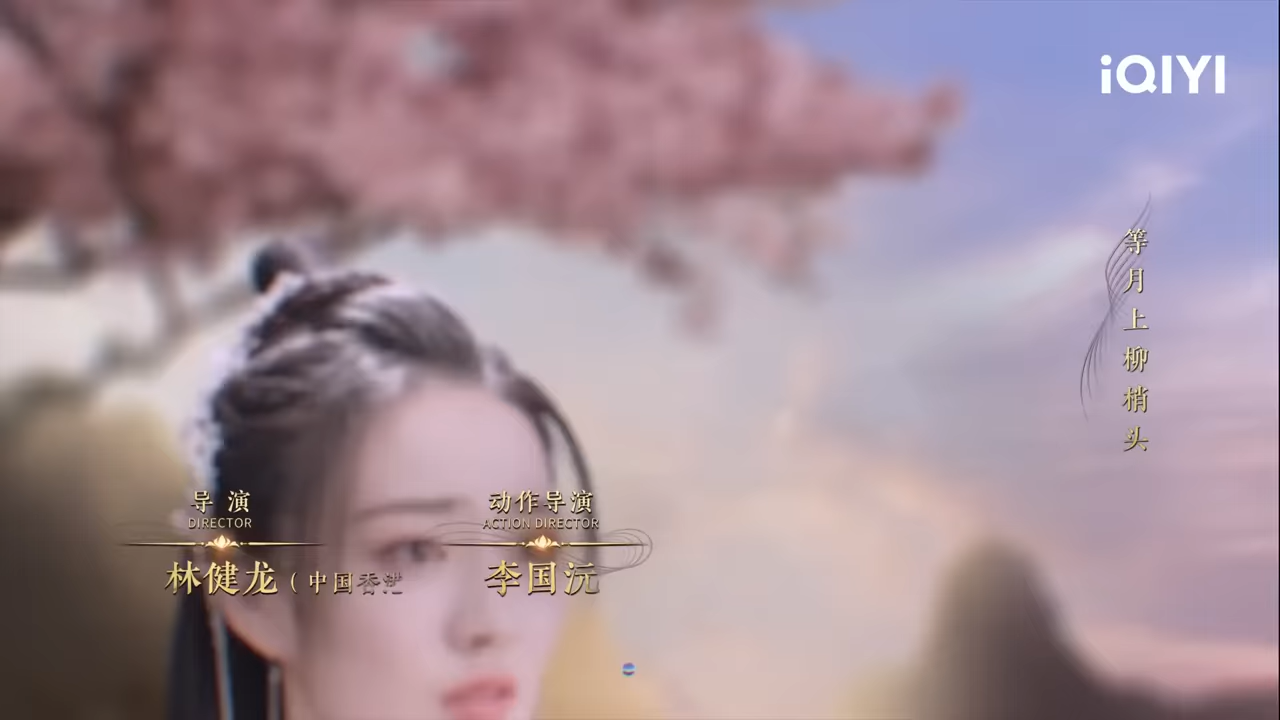 iQIYI
等月上柳梢头
导 演
DIRECTOR
林健龙（中国香港
动作导演
ACTION DIRECTOR
李国沅